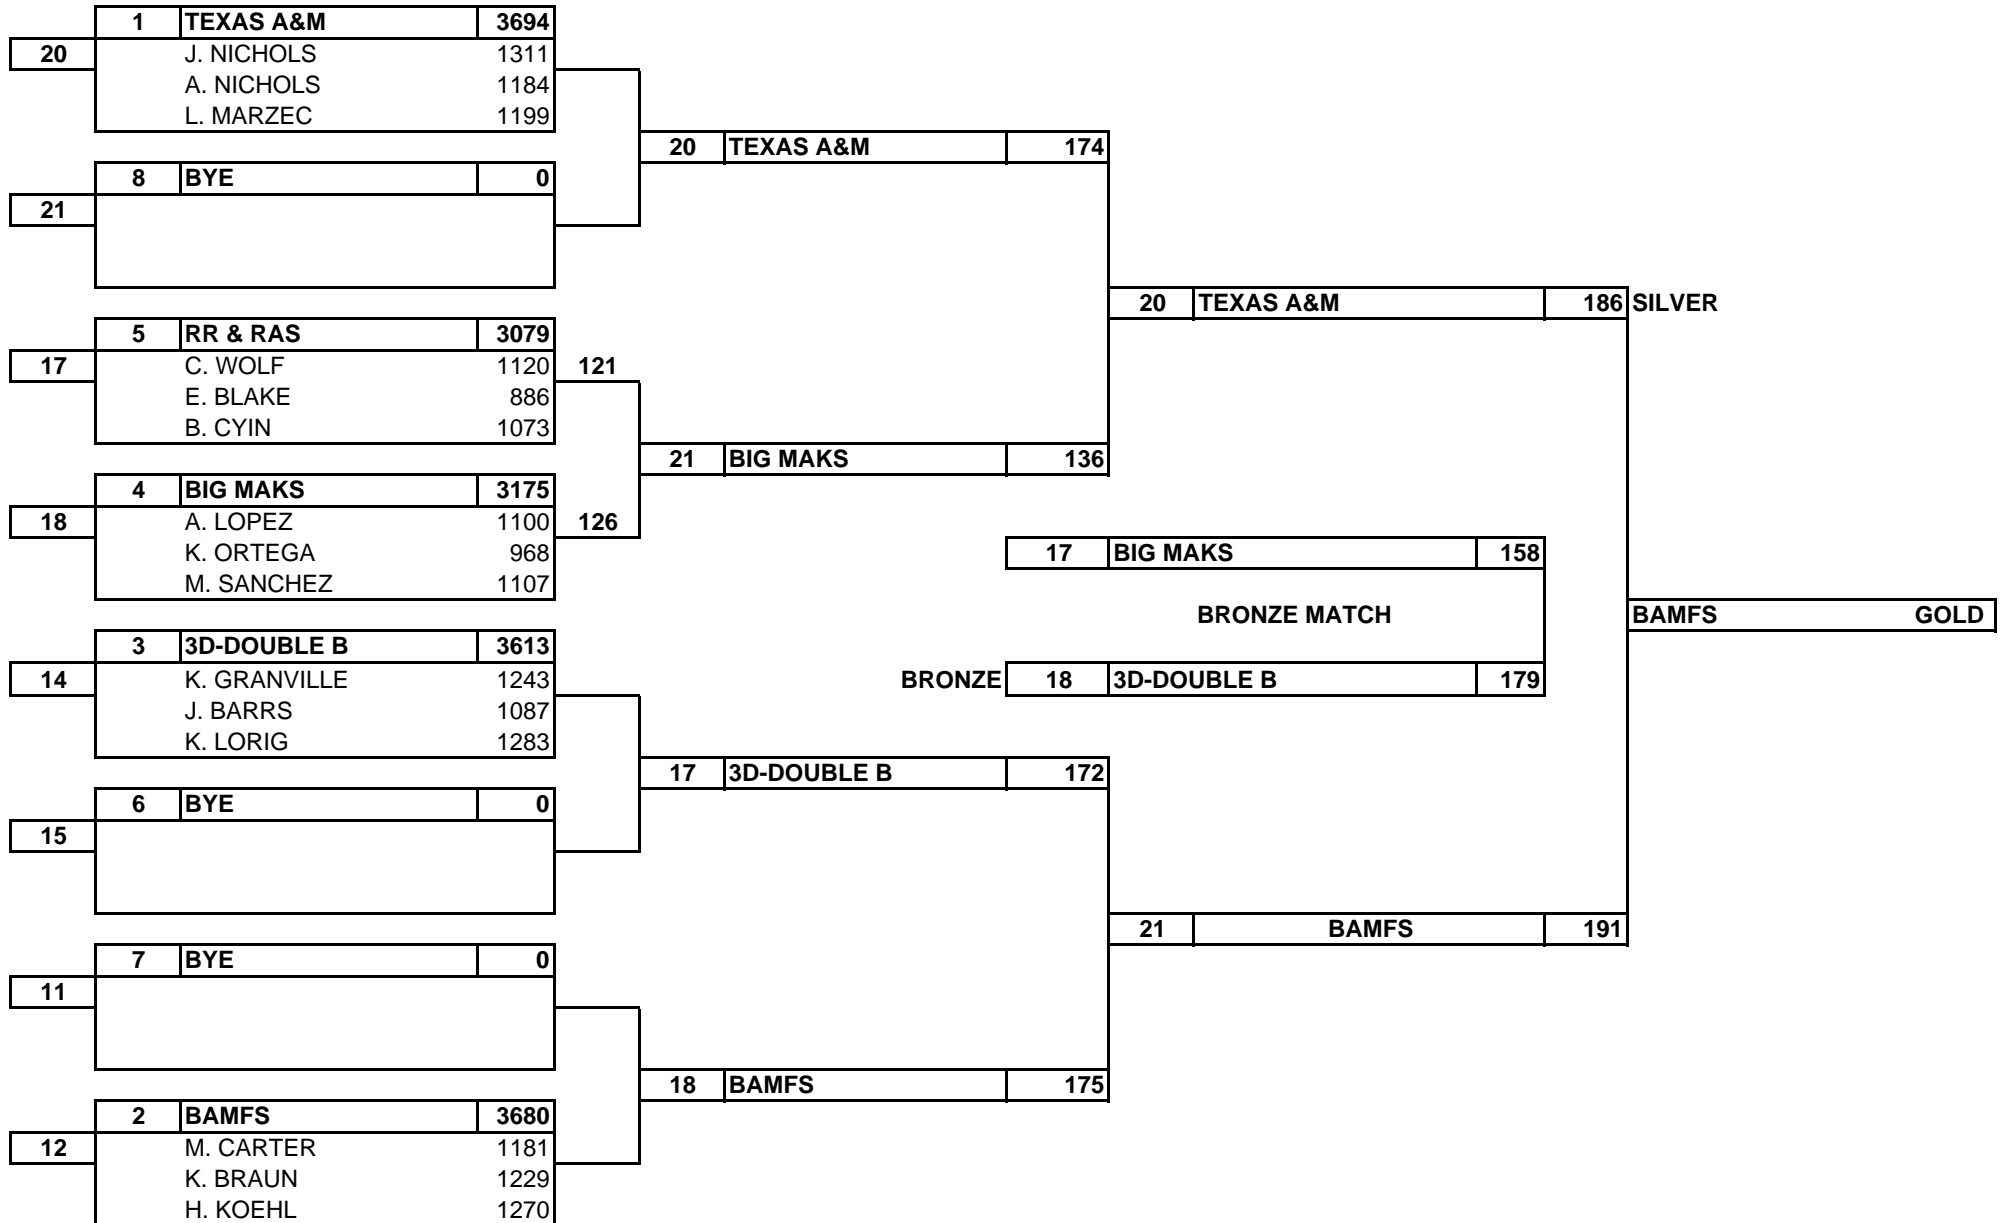 1 TEXAS A&M 3694
20 J. NICHOLS 1311
A. NICHOLS 1184
L. MARZEC 1199
20 TEXAS A&M 174
8 BYE 0
21
20 TEXAS A&M 186 SILVER
5 RR & RAS 3079
17 C. WOLF 1120 121
E. BLAKE 886
B. CYIN 1073
21 BIG MAKS 136
4 BIG MAKS 3175
18 A. LOPEZ 1100 126
K. ORTEGA 968
17 BIG MAKS 158
M. SANCHEZ 1107
BRONZE MATCH
BAMFS GOLD
3 3D-DOUBLE B 3613
14 K. GRANVILLE 1243
BRONZE 18 3D-DOUBLE B 179
J. BARRS 1087
K. LORIG 1283
17 3D-DOUBLE B 172
6 BYE 0
15
21 BAMFS 191
7 BYE 0
11
18 BAMFS 175
2 BAMFS 3680
12 M. CARTER 1181
K. BRAUN 1229
H. KOEHL 1270